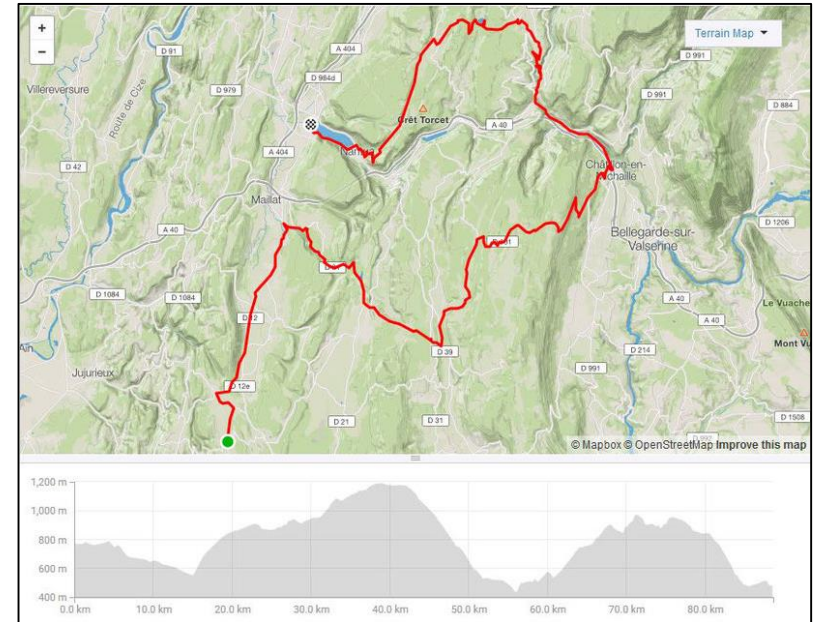 +
−
Terrain Map
D 91
A 404
D 991
D 984d
Villereversure
D 979
D 991
Route de Cize
D 884
Crêt Torcet
A 40
A 404
D 42
Maillat
D 1206
A 40
Bellegarde-sur-
Valserine
D 1084
D 1084
A 40
Le Vuache
D 12
A 40
Ain
Mont Vu
D 39
D 214
Jujurieux
D 991
D 12e
D 21
D 31
D 1508
© Mapbox © OpenStreetMap Improve this map
1,200 m
1,000 m
800 m
600 m
400 m
0.0 km 10.0 km 20.0 km 30.0 km 40.0 km 50.0 km 60.0 km 70.0 km 80.0 km